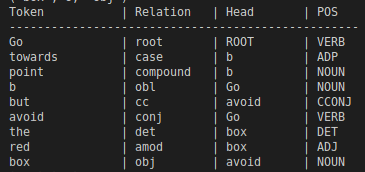 Token | Relation | Head | POS
------------------------------------------------
Go | root | ROOT | VERB
towards | case | b | ADP
point | compound | b | NOUN
b | obl | Go | NOUN
but | cc | avoid | CCONJ
avoid | conj | Go | VERB
the | det | box | DET
red | amod | box | ADJ
box | obj | avoid | NOUN